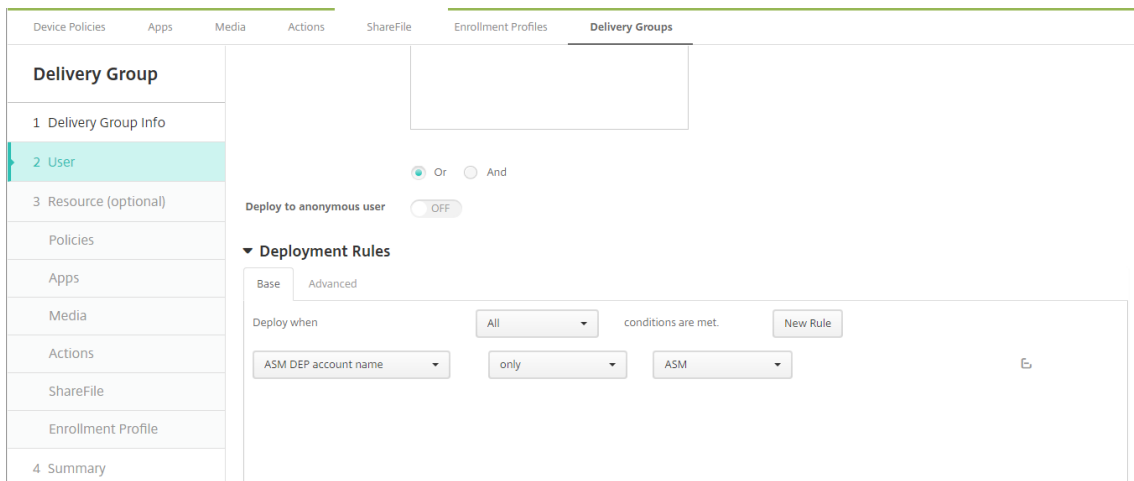 Device Policies Apps Media Actions ShareFile Enrollment Profiles Delivery Groups
Delivery Group
1 Delivery Group Info
2 User
3 Resource (optional)
Policies
Apps
Media
Actions
ShareFile
Enrollment Profile
4 Summary
Or And
Deploy to anonymous user OFF
Deployment Rules
Base Advanced
Deploy when All conditions are met. New Rule
ASM DEP account name only ASM